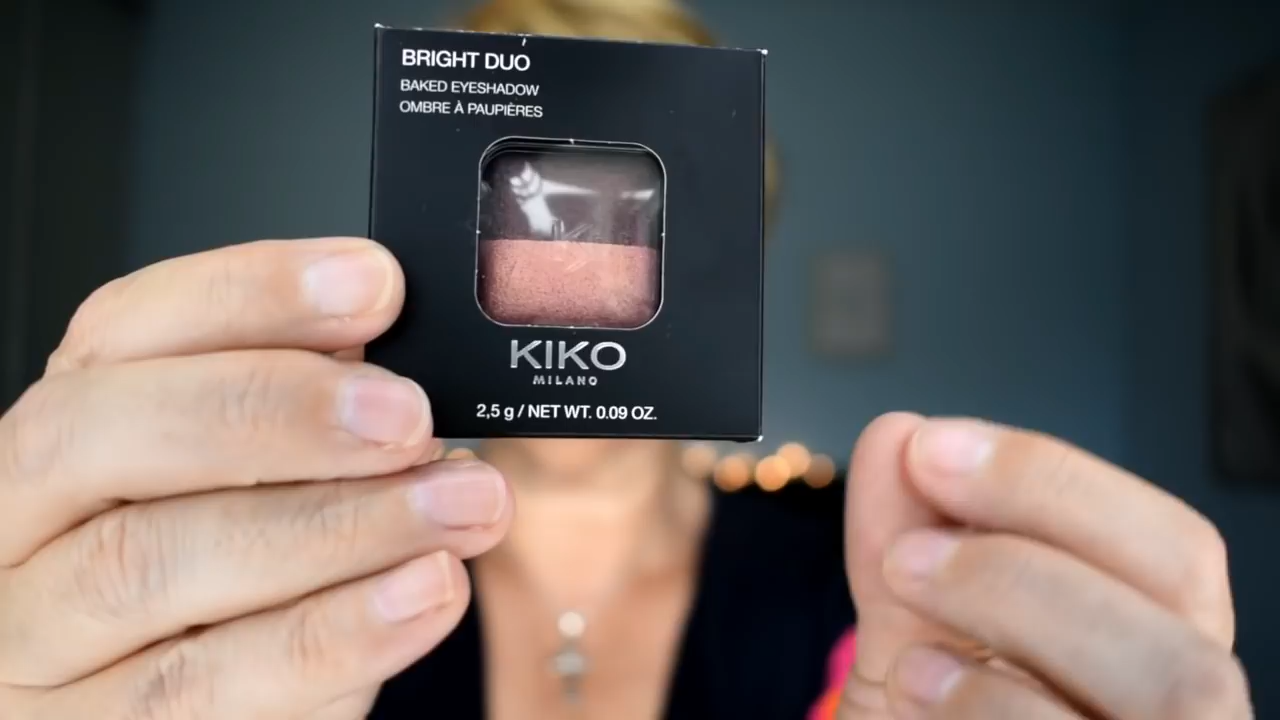 BRIGHT DUO
BAKED EYESHADOW
OMBRE À PAUPIÈRES
KIKO
MILANO
2,5 g / NET WT. 0.09 OZ.